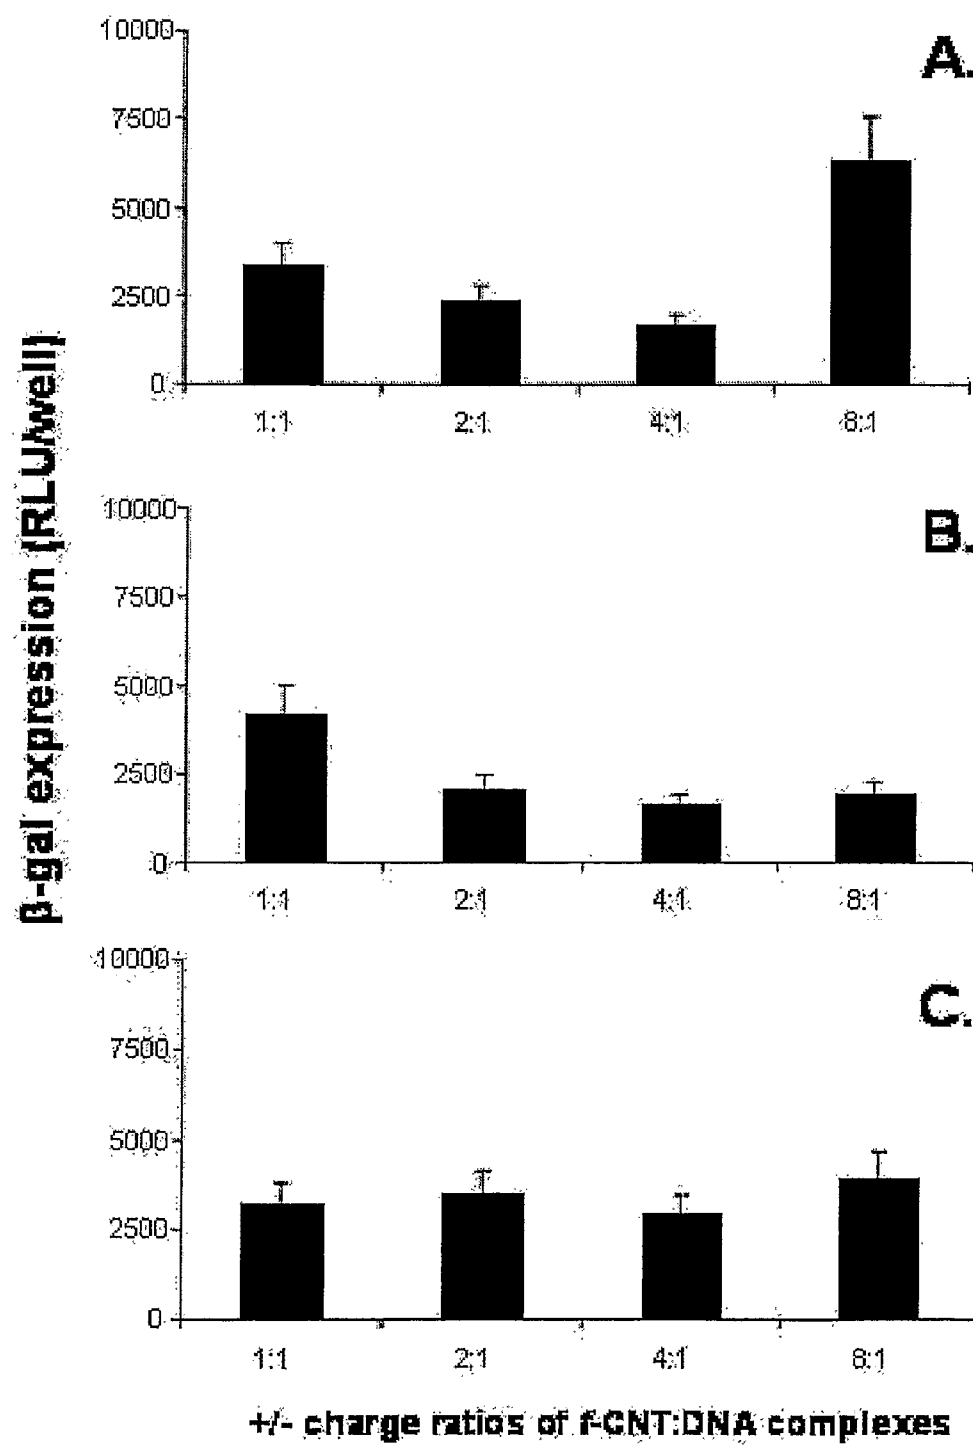 β-gal expression (RLU/well)
A.
10000
7500
5000
2500
0
1:1 2:1 4:1 8:1
B.
10000
7500
5000
2500
0
1:1 2:1 4:1 8:1
C.
10000
7500
5000
2500
0
1:1 2:1 4:1 8:1
+/- charge ratios of f-CNT:DNA complexes